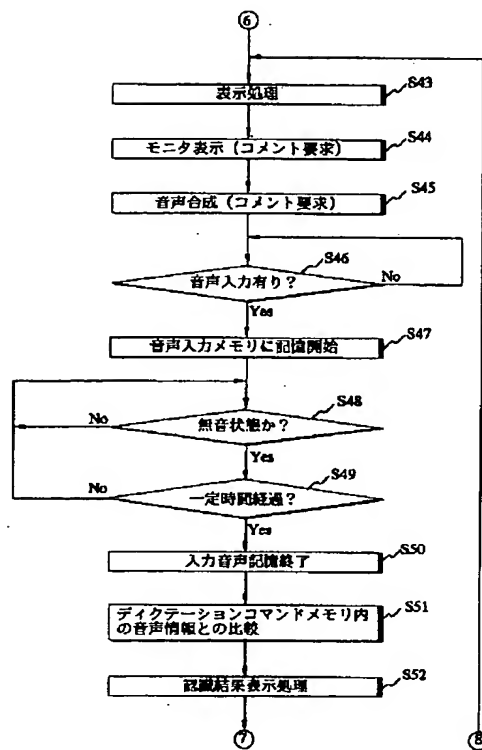 6
表示処理 S43
モニタ表示（コメント要求） S44
音声合成（コメント要求） S45
音声入力有り？ S46
No
Yes
音声入力メモリに記憶開始 S47
無音状態か？ S48
No
Yes
一定時間経過？ S49
No
Yes
入力音声記憶終了 S50
ディクテーションコマンドメモリ内 S51
の音声情報との比較
認識結果表示処理 S52
7
8